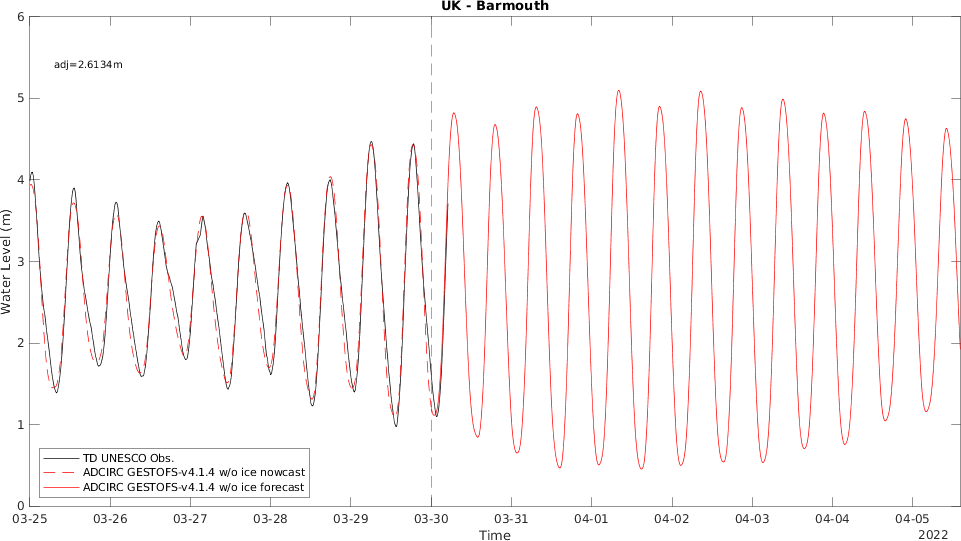 UK - Barmouth
adj=2.6134m
Water Level (m)
6
5
4
3
2
1
0
TD UNESCO Obs.
ADCIRC GESTOFS-v4.1.4 w/o ice nowcast
ADCIRC GESTOFS-v4.1.4 w/o ice forecast
03-25 03-26 03-27 03-28 03-29 03-30 03-31 04-01 04-02 04-03 04-04 04-05
Time
2022